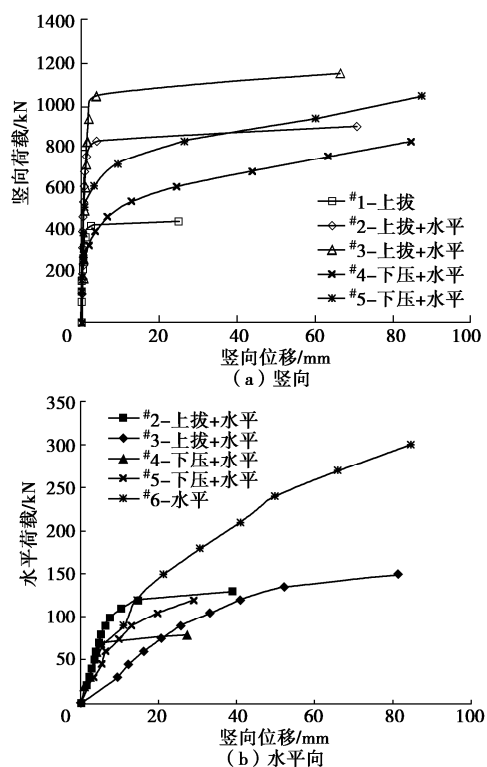 1400
1200
1000
800
600
400
200
0
竖向荷载/kN
#1-上拔
#2-上拔+水平
#3-上拔+水平
#4-下压+水平
#5-下压+水平
20 40 60 80 100
竖向位移/mm
(a)竖向
350
300
250
200
150
100
50
0
水平荷载/kN
#2-上拔+水平
#3-上拔+水平
#4-下压+水平
#5-下压+水平
#6-水平
20 40 60 80 100
竖向位移/mm
(b)水平向